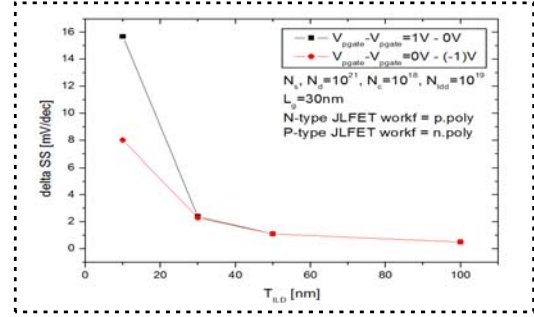 V_pgate-V_pgate=1V - 0V
V_pgate-V_pgate=0V - (-1)V
N_s, N_d=10^21, N_c=10^18, N_ldd=10^19
L_g=30nm
N-type JLFET workf = p.poly
P-type JLFET workf = n.poly
delta SS [mV/dec]
16
14
12
10
8
6
4
2
0
0
20
40
60
80
100
T_ILD [nm]